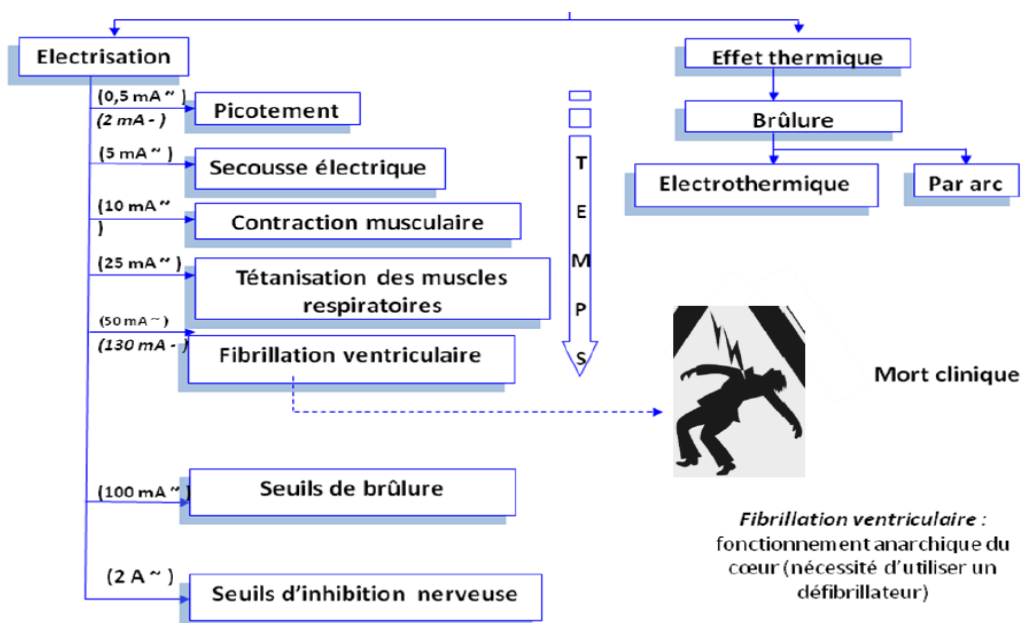 Electrisation
(0,5 mA ~ )
(2 mA - )
Picotement
(5 mA ~ )
Secousse électrique
(10 mA ~
)
Contraction musculaire
(25 mA ~ )
Tétanisation des muscles
respiratoires
(50 mA ~ )
(130 mA - )
Fibrillation ventriculaire
(100 mA ~ )
Seuils de brûlure
(2 A ~ )
Seuils d'inhibition nerveuse
T
E
M
P
S
Effet thermique
Brûlure
Electrothermique
Par arc
Mort clinique
Fibrillation ventriculaire :
fonctionnement anarchique du
cœur (nécessité d'utiliser un
défibrillateur)